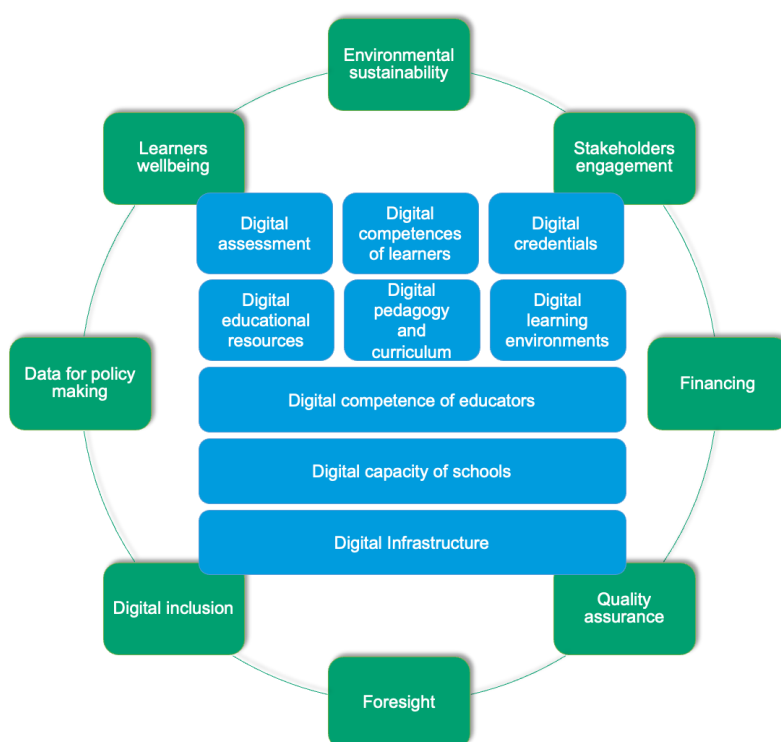 Environmental
sustainability
Learners
wellbeing
Stakeholders
engagement
Digital
assessment
Digital
competences
of learners
Digital
credentials
Digital
educational
resources
Digital
pedagogy
and
curriculum
Digital
learning
environments
Data for policy
making
Financing
Digital competence of educators
Digital capacity of schools
Digital Infrastructure
Digital inclusion
Quality
assurance
Foresight